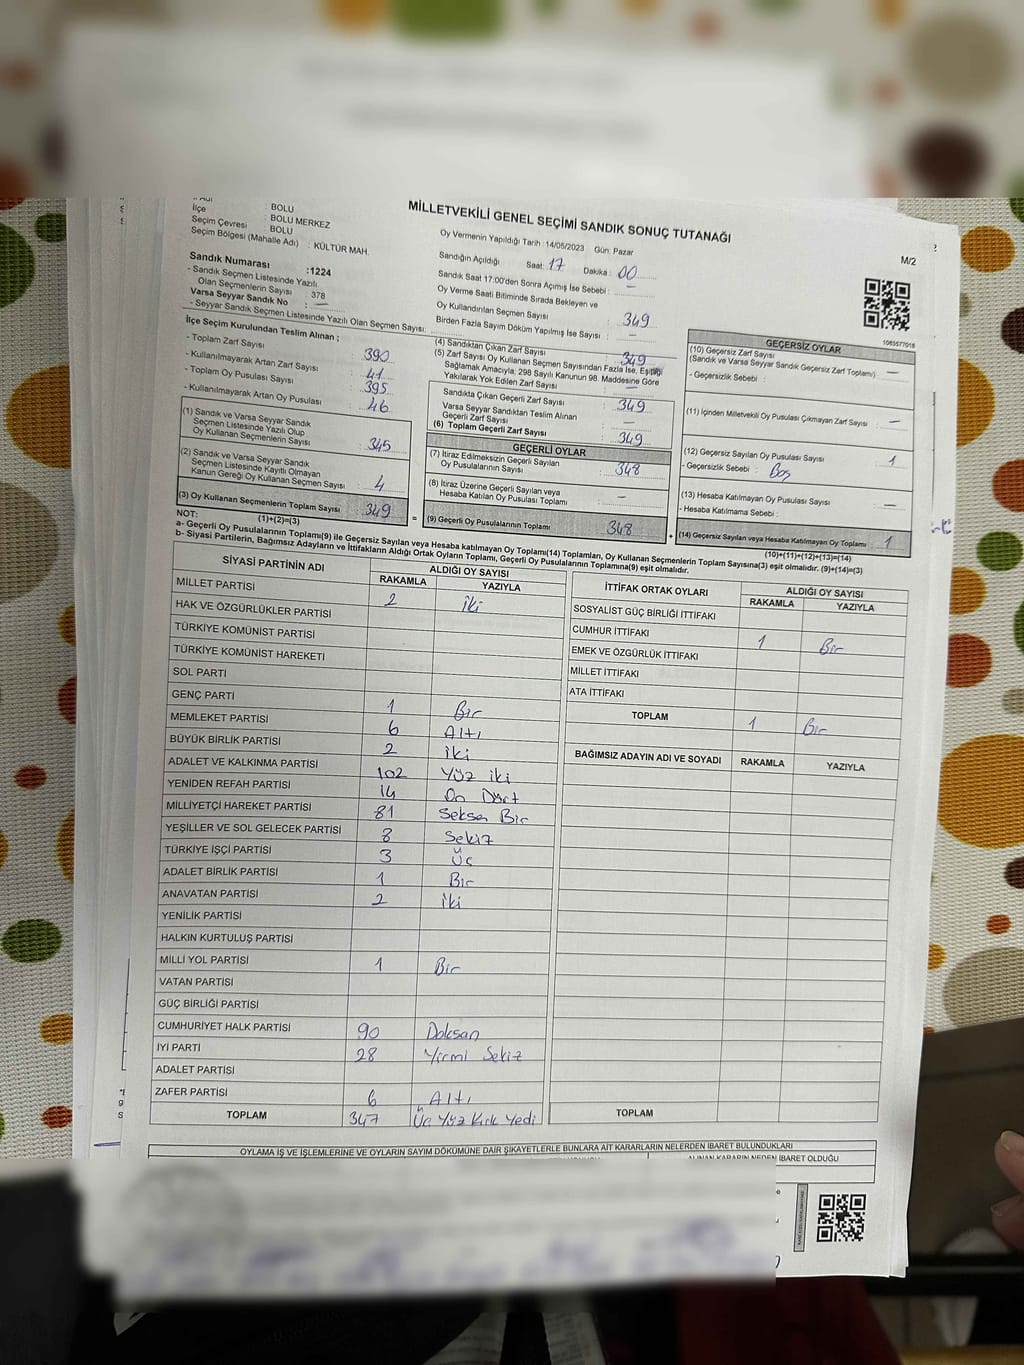 İlçe : BOLU
Seçim Çevresi : BOLU MERKEZ
BOLU
Seçim Bölgesi (Mahalle Adı) : KÜLTÜR MAH.
Sandık Numarası : 1224
- Sandık Seçmen Listesinde Yazılı
Olan Seçmenlerin Sayısı 378
Varsa Seyyar Sandık No : —
- Seyyar Sandık Seçmen Listesinde Yazılı Olan Seçmen Sayısı:
MİLLETVEKİLİ GENEL SEÇİMİ SANDIK SONUÇ TUTANAĞI
M/2
Oy Vermenin Yapıldığı Tarih : 14/05/2023 Gün: Pazar
Sandığın Açıldığı Saat: 17 Dakika : 00
Sandık Saat 17:00'den Sonra Açımış İse Sebebi : —
Oy Verme Saati Bitiminde Sırada Bekleyen ve
Oy Kullandırılan Seçmen Sayısı : 349
Birden Fazla Sayım Döküm Yapılmış İse Sayısı : —
1083577018
İlçe Seçim Kurulundan Teslim Alınan ;
- Toplam Zarf Sayısı : 390
- Kullanılmayarak Artan Zarf Sayısı : 41
- Toplam Oy Pusulası Sayısı : 395
- Kullanılmayarak Artan Oy Pusulası : 46
(1) Sandık ve Varsa Seyyar Sandık
Seçmen Listesinde Yazılı Olup
Oy Kullanan Seçmenlerin Sayısı : 345
(2) Sandık ve Varsa Seyyar Sandık
Seçmen Listesinde Kayıtlı Olmayan
Kanun Gereği Oy Kullanan Seçmen Sayısı : 4
(3) Oy Kullanan Seçmenlerin Toplam Sayısı : 349
(1)+(2)=(3)
(4) Sandıktan Çıkan Zarf Sayısı : 349
(5) Zarf Sayısı Oy Kullanan Seçmen Sayısından Fazla İse, Eşitliği
Sağlamak Amacıyla; 298 Sayılı Kanunun 98. Maddesine Göre
Yakılarak Yok Edilen Zarf Sayısı : —
Sandıkta Çıkan Geçerli Zarf Sayısı : 349
Varsa Seyyar Sandıktan Teslim Alınan
Geçerli Zarf Sayısı : —
(6) Toplam Geçerli Zarf Sayısı : 349
GEÇERLİ OYLAR
(7) İtiraz Edilmeksizin Geçerli Sayılan
Oy Pusulalarının Sayısı : 348
(8) İtiraz Üzerine Geçerli Sayılan veya
Hesaba Katılan Oy Pusulası Toplamı : —
= (9) Geçerli Oy Pusulalarının Toplamı 348 +
GEÇERSİZ OYLAR
(10) Geçersiz Zarf Sayısı
(Sandık ve Varsa Seyyar Sandık Geçersiz Zarf Toplamı) : —
- Geçersizlik Sebebi :
(11) İçinden Milletvekili Oy Pusulası Çıkmayan Zarf Sayısı : —
(12) Geçersiz Sayılan Oy Pusulası Sayısı : 1
- Geçersizlik Sebebi : Boş
(13) Hesaba Katılmayan Oy Pusulası Sayısı : —
- Hesaba Katılmama Sebebi :
(14) Geçersiz Sayılan veya Hesaba Katılmayan Oy Toplamı : 1
(10)+(11)+(12)+(13)=(14)
NOT:
a- Geçerli Oy Pusulalarının Toplamı(9) ile Geçersiz Sayılan veya Hesaba katılmayan Oy Toplamı(14) Toplamları, Oy Kullanan Seçmenlerin Toplam Sayısına(3) eşit olmalıdır. (9)+(14)=(3)
b- Siyasi Partilerin, Bağımsız Adayların ve İttifakların Aldığı Ortak Oyların Toplamı, Geçerli Oy Pusulalarının Toplamına(9) eşit olmalıdır.
SİYASİ PARTİNİN ADI ALDIĞI OY SAYISI
RAKAMLA YAZIYLA
MİLLET PARTİSİ 2 iki
HAK VE ÖZGÜRLÜKLER PARTİSİ
TÜRKİYE KOMÜNİST PARTİSİ
TÜRKİYE KOMÜNİST HAREKETİ
SOL PARTİ
GENÇ PARTİ 1 Bir
MEMLEKET PARTİSİ 6 Altı
BÜYÜK BİRLİK PARTİSİ 2 iki
ADALET VE KALKINMA PARTİSİ 102 Yüz iki
YENİDEN REFAH PARTİSİ 14 On Dört
MİLLİYETÇİ HAREKET PARTİSİ 81 Seksen Bir
YEŞİLLER VE SOL GELECEK PARTİSİ 8 Sekiz
TÜRKİYE İŞÇİ PARTİSİ 3 Üç
ADALET BİRLİK PARTİSİ 1 Bir
ANAVATAN PARTİSİ 2 iki
YENİLİK PARTİSİ
HALKIN KURTULUŞ PARTİSİ
MİLLİ YOL PARTİSİ 1 Bir
VATAN PARTİSİ
GÜÇ BİRLİĞİ PARTİSİ
CUMHURİYET HALK PARTİSİ 90 Doksan
İYİ PARTİ 28 Yirmi Sekiz
ADALET PARTİSİ
ZAFER PARTİSİ 6 Altı
TOPLAM 347 Üç Yüz Kırk Yedi
İTTİFAK ORTAK OYLARI ALDIĞI OY SAYISI
RAKAMLA YAZIYLA
SOSYALİST GÜÇ BİRLİĞİ İTTİFAKI
CUMHUR İTTİFAKI 1 Bir
EMEK VE ÖZGÜRLÜK İTTİFAKI
MİLLET İTTİFAKI
ATA İTTİFAKI
TOPLAM 1 Bir
BAĞIMSIZ ADAYIN ADI VE SOYADI RAKAMLA YAZIYLA
TOPLAM
OYLAMA İŞ VE İŞLEMLERİNE VE OYLARIN SAYIM DÖKÜMÜNE DAİR ŞİKAYETLERLE BUNLARA AİT KARARLARIN NELERDEN İBARET BULUNDUKLARI
ALINAN KARARIN NEDEN İBARET OLDUĞU